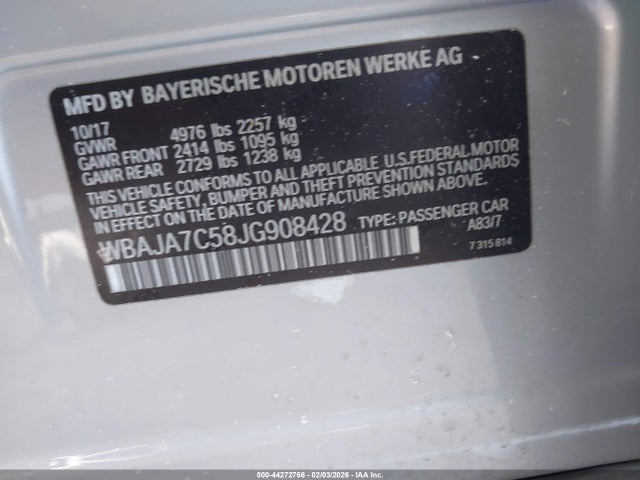 MFD BY BAYERISCHE MOTOREN WERKE AG
10/17
GVWR 4976 lbs 2257 kg
GAWR FRONT 2414 lbs 1095 kg
GAWR REAR 2729 lbs 1238 kg
THIS VEHICLE CONFORMS TO ALL APPLICABLE U.S.FEDERAL MOTOR
VEHICLE SAFETY, BUMPER AND THEFT PREVENTION STANDARDS
IN EFFECT ON THE DATE OF MANUFACTURE SHOWN ABOVE.
WBAJA7C58JG908428 TYPE: PASSENGER CAR
A83/7
7 315 814
000-44272766 - 02/03/2026 - IAA Inc.